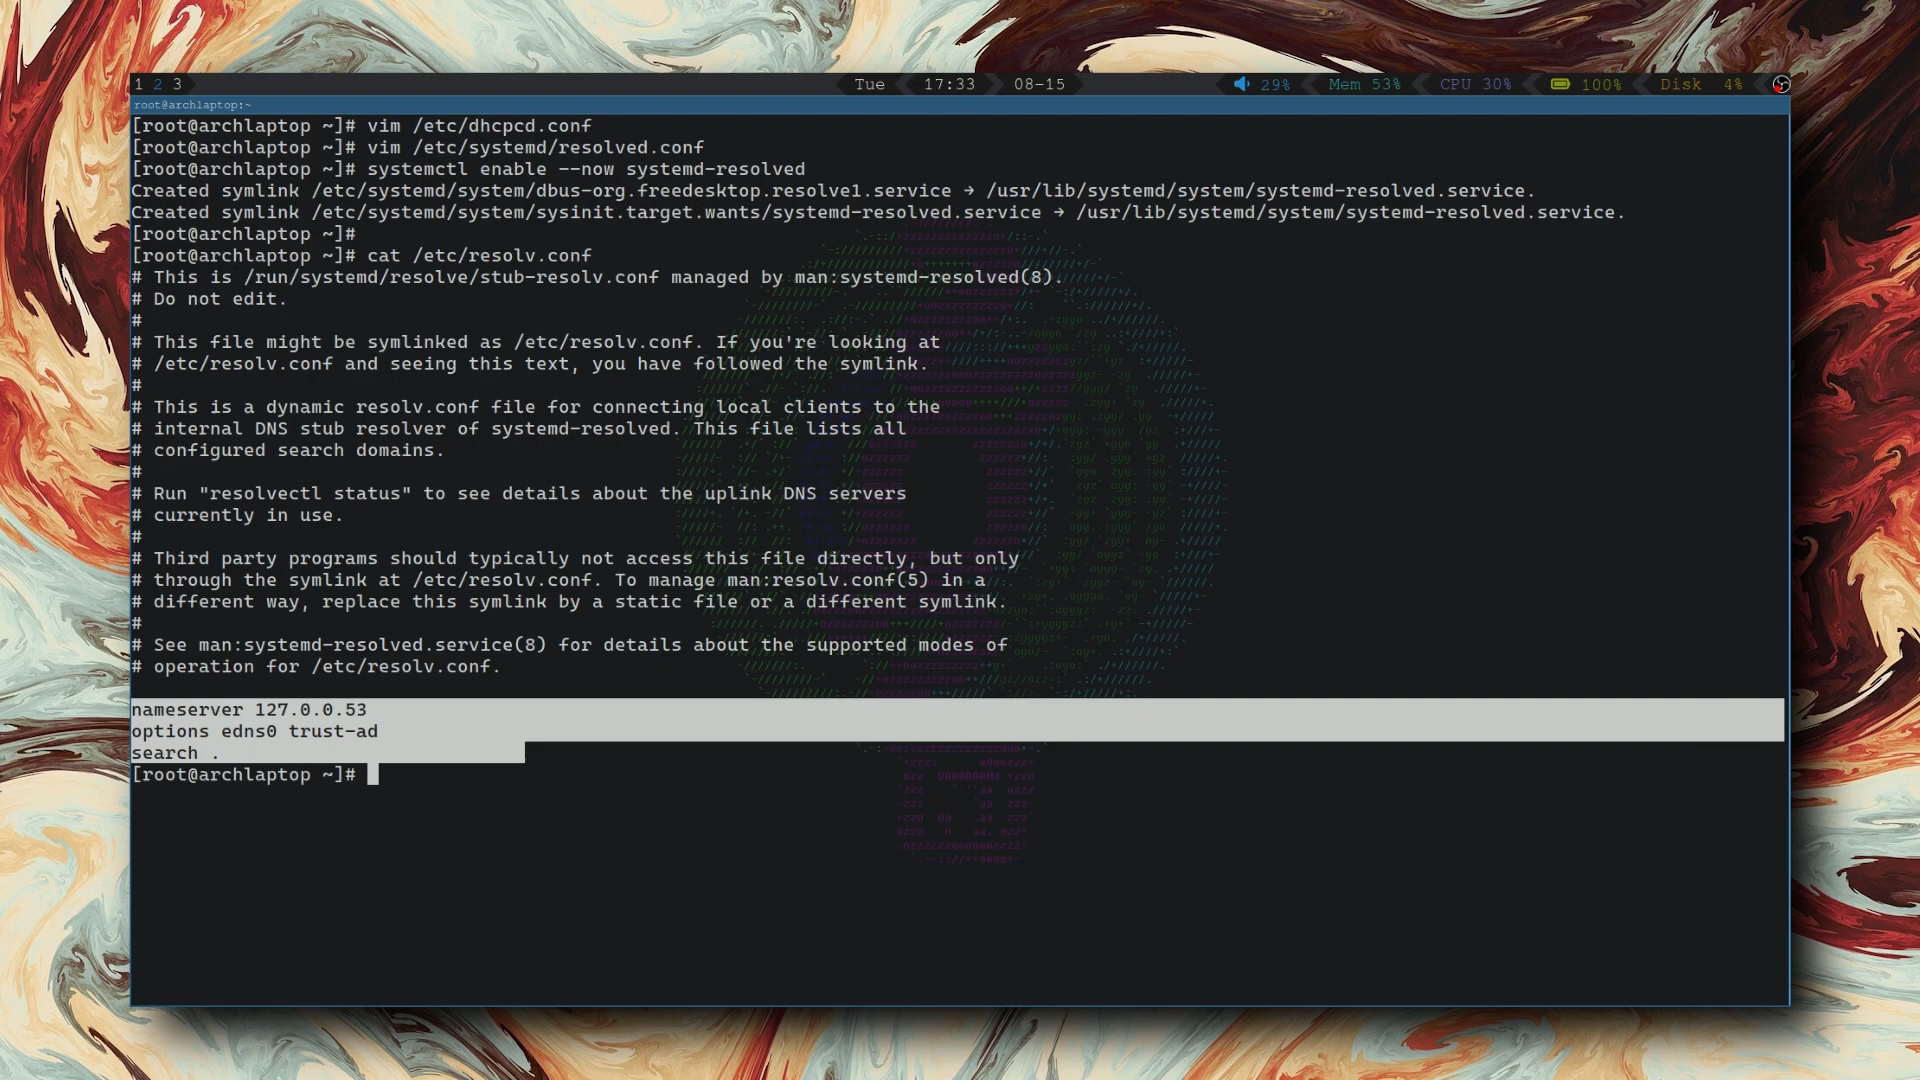 1 2 3 Tue 17:33 08-15 29% Mem 53% CPU 30% 100% Disk 4%
root@archlaptop:~
[root@archlaptop ~]# vim /etc/dhcpcd.conf
[root@archlaptop ~]# vim /etc/systemd/resolved.conf
[root@archlaptop ~]# systemctl enable --now systemd-resolved
Created symlink /etc/systemd/system/dbus-org.freedesktop.resolve1.service → /usr/lib/systemd/system/systemd-resolved.service.
Created symlink /etc/systemd/system/sysinit.target.wants/systemd-resolved.service → /usr/lib/systemd/system/systemd-resolved.service.
[root@archlaptop ~]#
[root@archlaptop ~]# cat /etc/resolv.conf
# This is /run/systemd/resolve/stub-resolv.conf managed by man:systemd-resolved(8).
# Do not edit.
#
# This file might be symlinked as /etc/resolv.conf. If you're looking at
# /etc/resolv.conf and seeing this text, you have followed the symlink.
#
# This is a dynamic resolv.conf file for connecting local clients to the
# internal DNS stub resolver of systemd-resolved. This file lists all
# configured search domains.
#
# Run "resolvectl status" to see details about the uplink DNS servers
# currently in use.
#
# Third party programs should typically not access this file directly, but only
# through the symlink at /etc/resolv.conf. To manage man:resolv.conf(5) in a
# different way, replace this symlink by a static file or a different symlink.
#
# See man:systemd-resolved.service(8) for details about the supported modes of
# operation for /etc/resolv.conf.
nameserver 127.0.0.53
options edns0 trust-ad
search .
[root@archlaptop ~]#